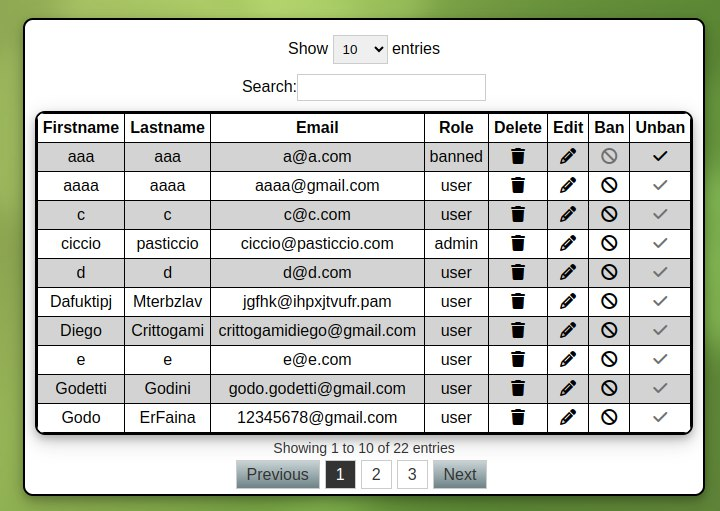 Show 10 entries
Search:
Firstname Lastname Email Role Delete Edit Ban Unban
aaa aaa a@a.com banned
aaaa aaaa aaaa@gmail.com user
c c c@c.com user
ciccio pasticcio ciccio@pasticcio.com admin
d d d@d.com user
Dafuktipj Mterbzlav jgfhk@ihpxjtvufr.pam user
Diego Crittogami crittogamidiego@gmail.com user
e e e@e.com user
Godetti Godini godo.godetti@gmail.com user
Godo ErFaina 12345678@gmail.com user
Showing 1 to 10 of 22 entries
Previous 1 2 3 Next